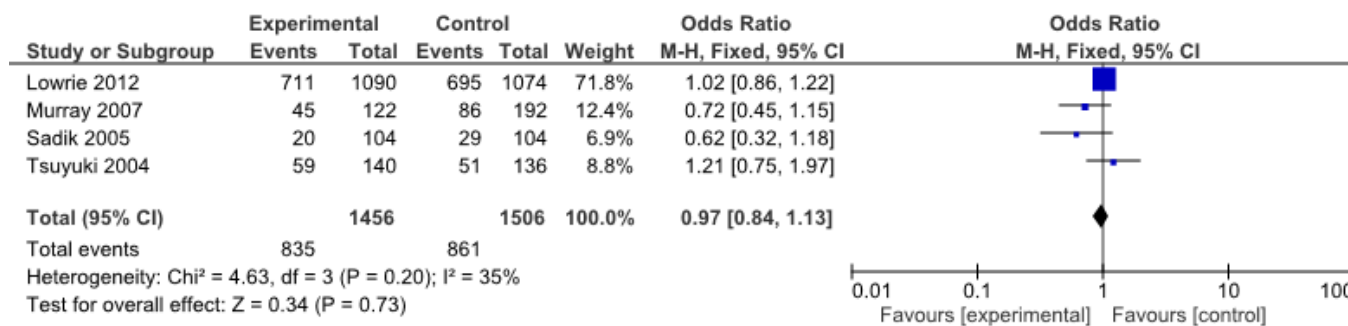 Experimental Control Odds Ratio Odds Ratio
Study or Subgroup Events Total Events Total Weight M-H, Fixed, 95% CI M-H, Fixed, 95% CI
Lowrie 2012 711 1090 695 1074 71.8% 1.02 [0.86, 1.22]
Murray 2007 45 122 86 192 12.4% 0.72 [0.45, 1.15]
Sadik 2005 20 104 29 104 6.9% 0.62 [0.32, 1.18]
Tsuyuki 2004 59 140 51 136 8.8% 1.21 [0.75, 1.97]
Total (95% CI) 1456 1506 100.0% 0.97 [0.84, 1.13]
Total events 835 861
Heterogeneity: Chi² = 4.63, df = 3 (P = 0.20); I² = 35%
Test for overall effect: Z = 0.34 (P = 0.73)
0.01 0.1 1 10 100
Favours [experimental] Favours [control]